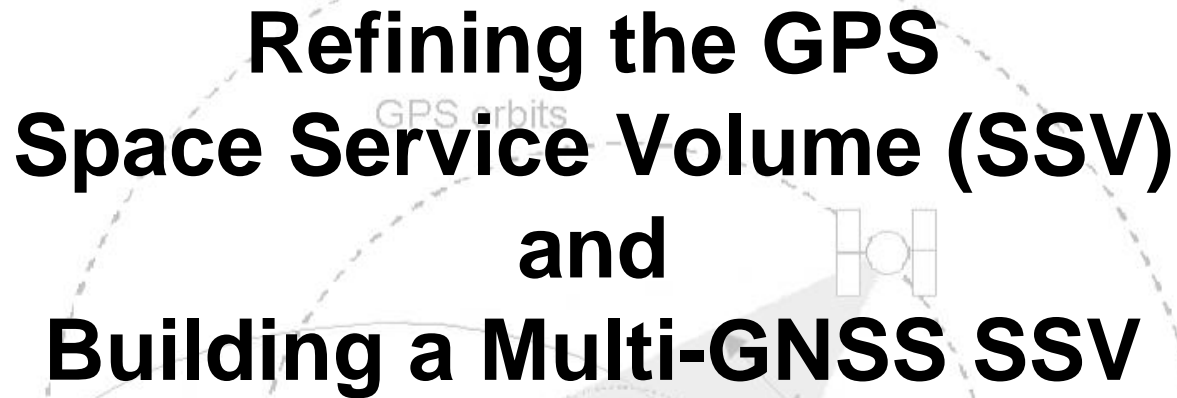 Refining the GPS
GPS orbits
Space Service Volume (SSV)
and
Building a Multi-GNSS SSV